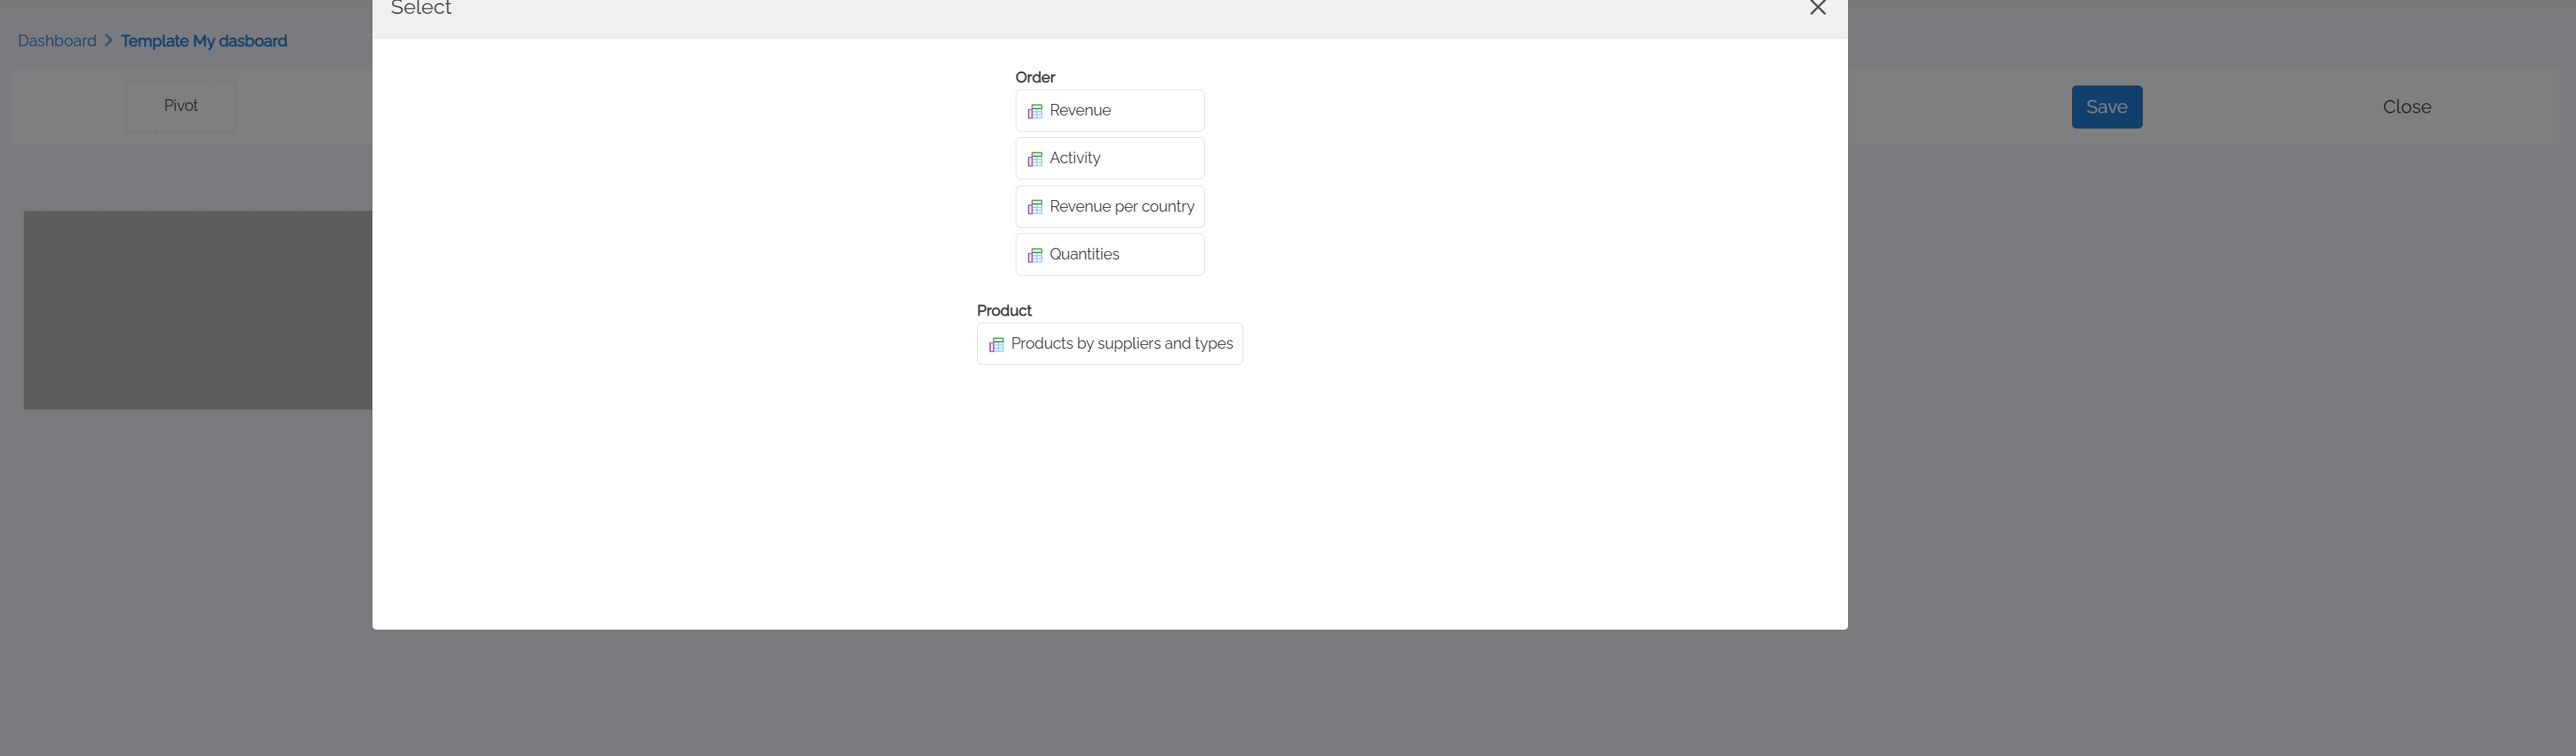 Select
Dashboard > Template My dasboard
Pivot
Save
Close
Order
Revenue
Activity
Revenue per country
Quantities
Product
Products by suppliers and types